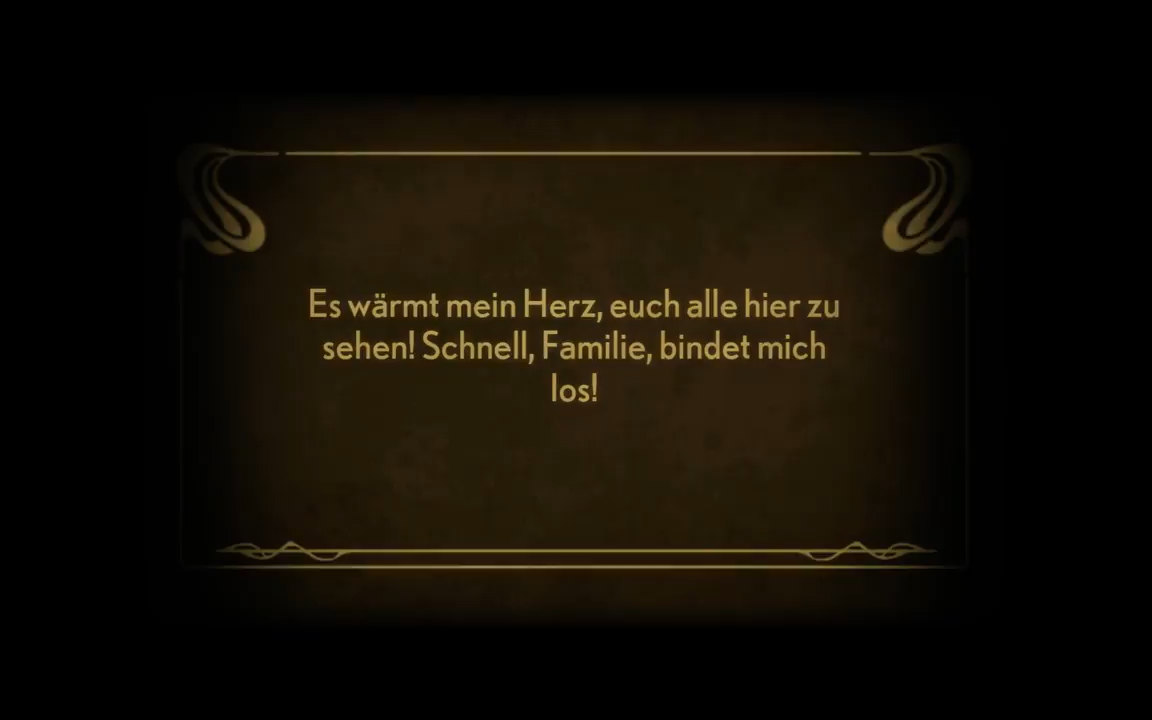 Es wärmt mein Herz, euch alle hier zu
sehen! Schnell, Familie, bindet mich
los!